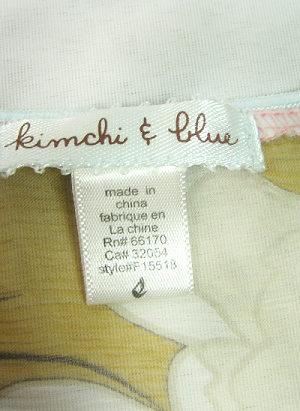 kimchi & blue
made in
china
fabrique en
La chine
Rn# 66170
Ca# 32054
style#F15518